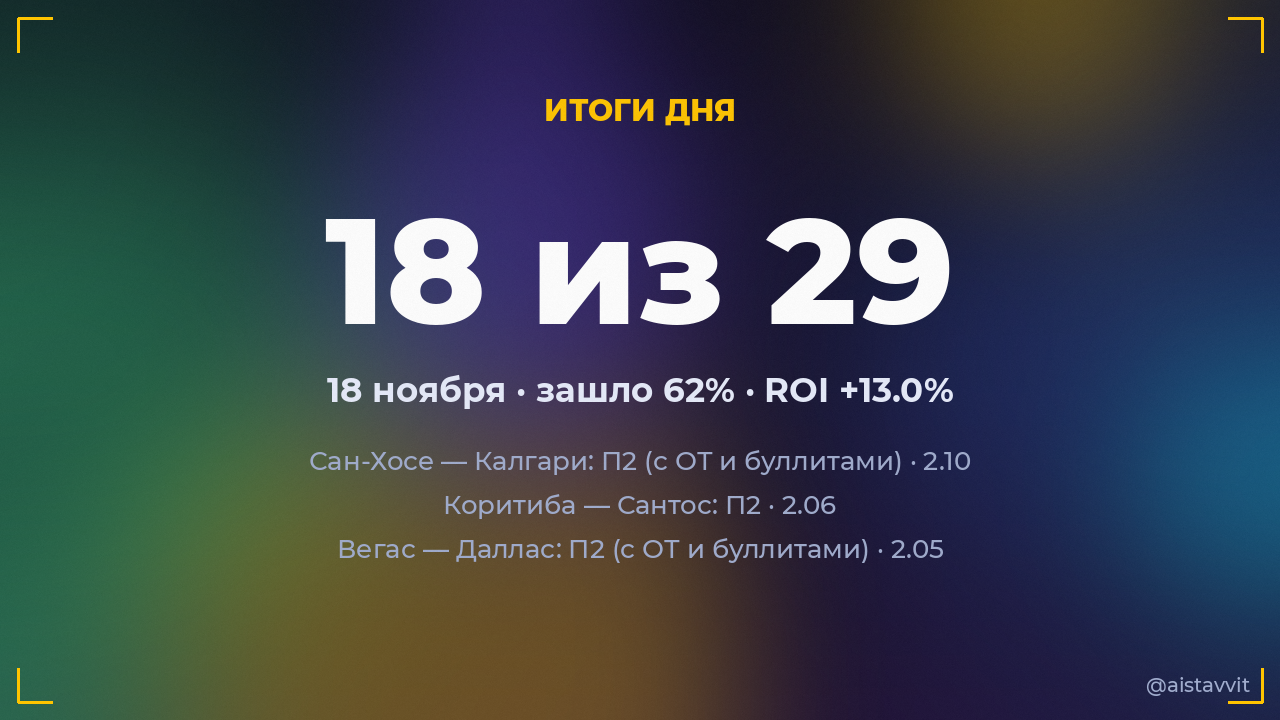 ИТОГИ ДНЯ
18 из 29
18 ноября · зашло 62% · ROI +13.0%
Сан-Хосе — Калгари: П2 (с ОТ и буллитами) · 2.10
Коритиба — Сантос: П2 · 2.06
Вегас — Даллас: П2 (с ОТ и буллитами) · 2.05
@aistavvit